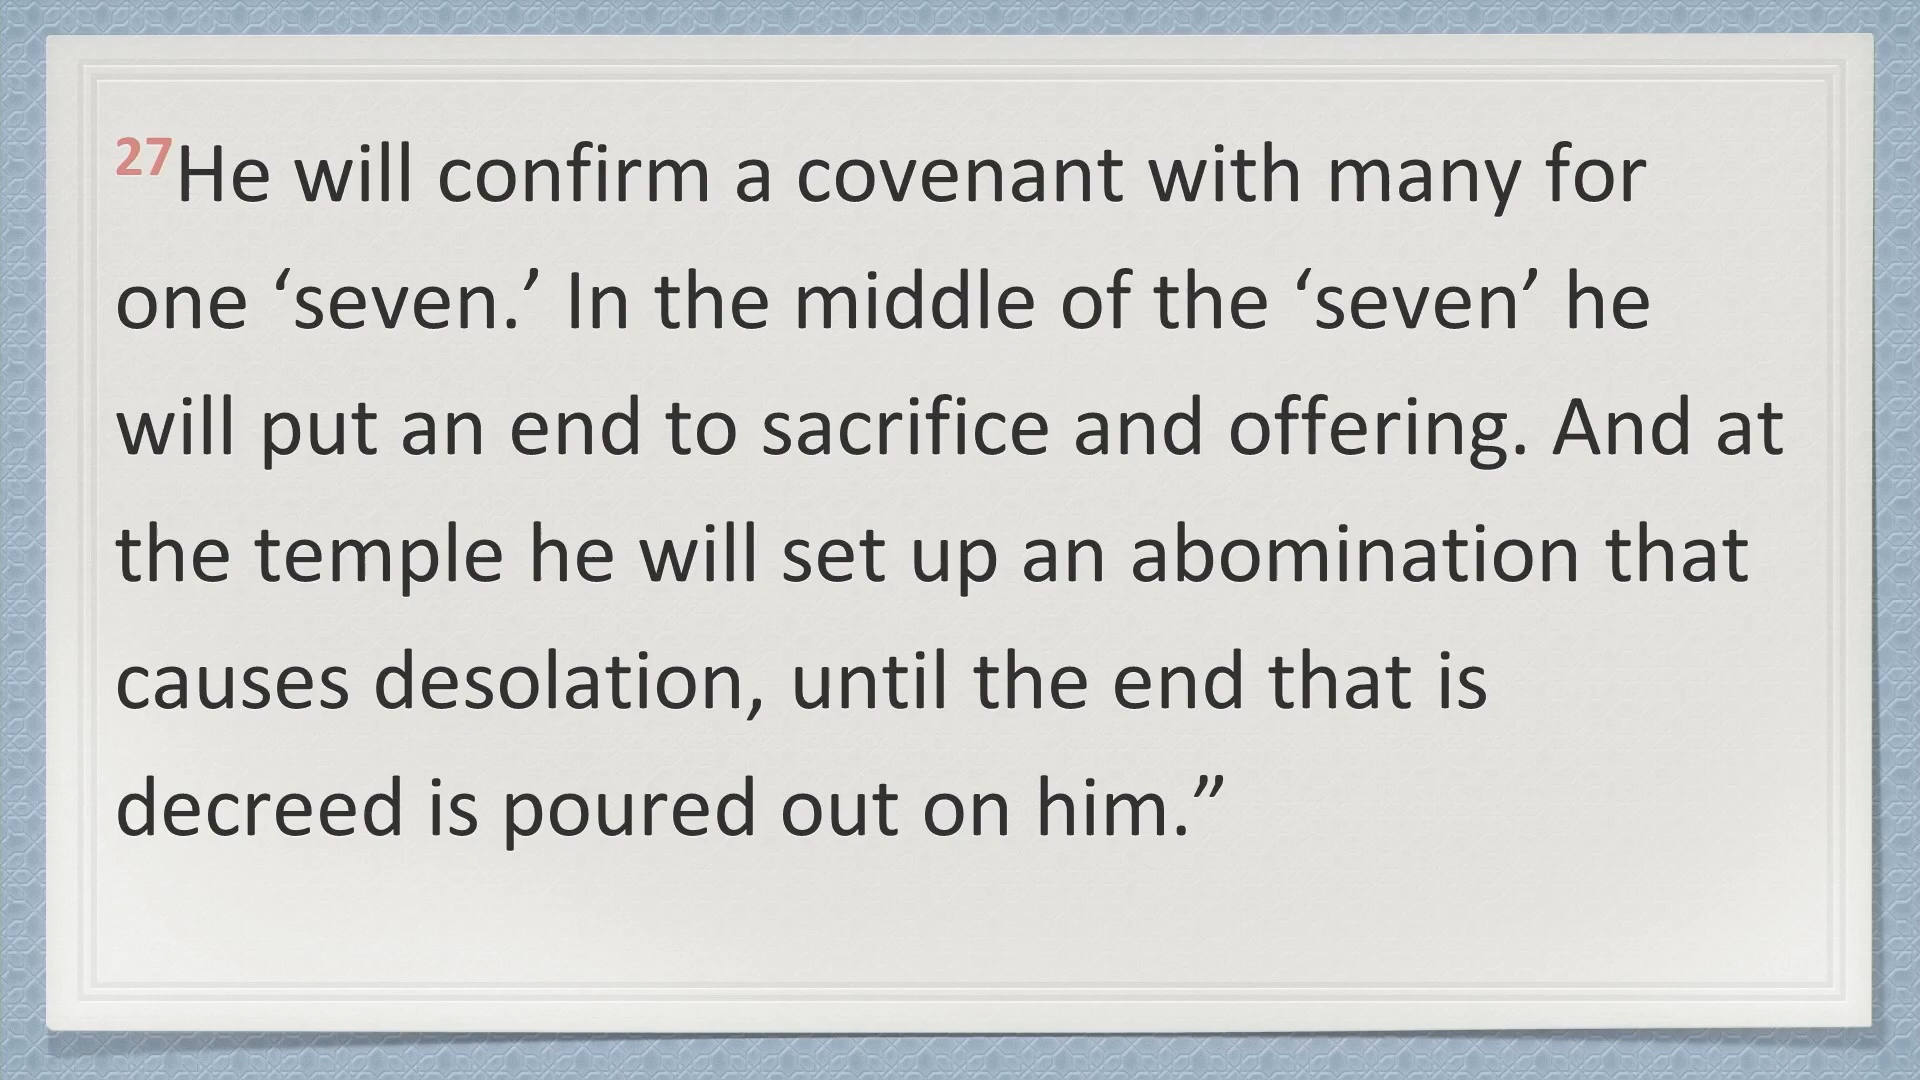 27He will confirm a covenant with many for
one ‘seven.’ In the middle of the ‘seven’ he
will put an end to sacrifice and offering. And at
the temple he will set up an abomination that
causes desolation, until the end that is
decreed is poured out on him.”